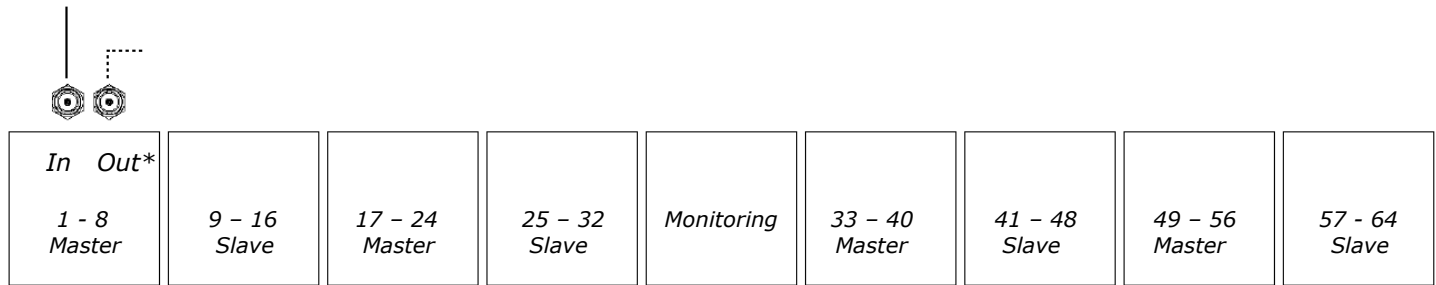 In Out*
1 - 8
Master
9 – 16
Slave
17 – 24
Master
25 – 32
Slave
Monitoring
33 – 40
Master
41 – 48
Slave
49 – 56
Master
57 - 64
Slave